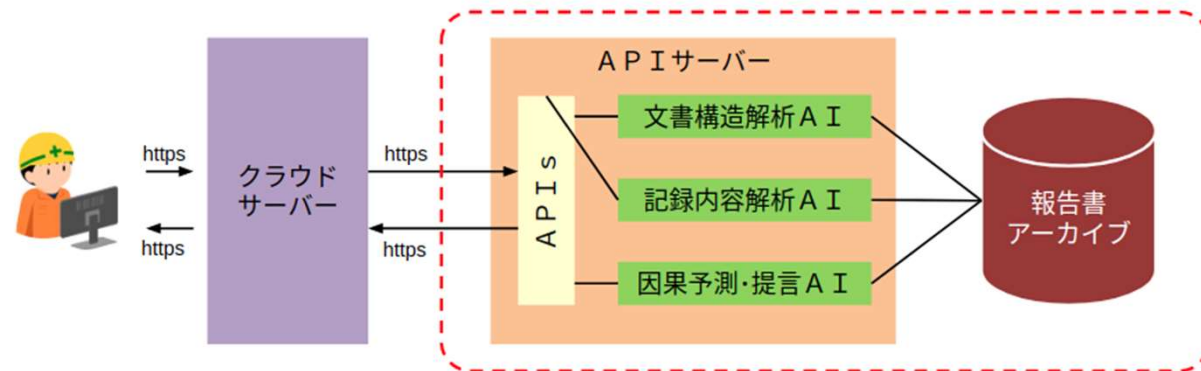 https
https
クラウド
サーバー
https
https
ＡＰＩサーバー
ＡＰＩｓ
文書構造解析ＡＩ
記録内容解析ＡＩ
因果予測・提言ＡＩ
報告書
アーカイブ